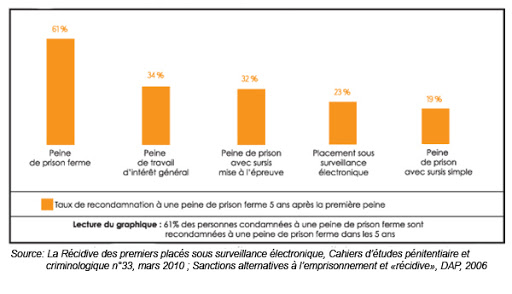 61%
34%
32%
23%
19%
Peine
de prison ferme
Peine
de travail
d'intérêt général
Peine de prison
avec sursis
mise à l'épreuve
Placement sous
surveillance
électronique
Peine
de prison
avec sursis simple
Taux de recondamnation à une peine de prison ferme 5 ans après la première peine
Lecture du graphique : 61% des personnes condamnées à une peine de prison ferme sont
recondamnées à une peine de prison ferme dans les 5 ans
Source: La Récidive des premiers placés sous surveillance électronique, Cahiers d'études pénitentiaire et
criminologique n°33, mars 2010 ; Sanctions alternatives à l'emprisonnement et «récidive», DAP, 2006